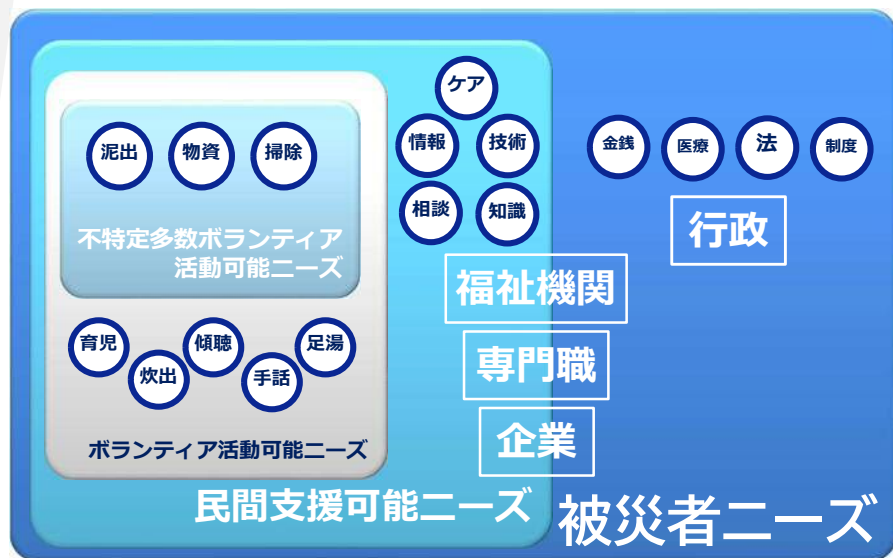 ケア
泥出
物資
掃除
情報
技術
金銭
医療
法
制度
相談
知識
不特定多数ボランティア
活動可能ニーズ
行政
福祉機関
育児
炊出
傾聴
手話
足湯
専門職
ボランティア活動可能ニーズ
企業
民間支援可能ニーズ
被災者ニーズ